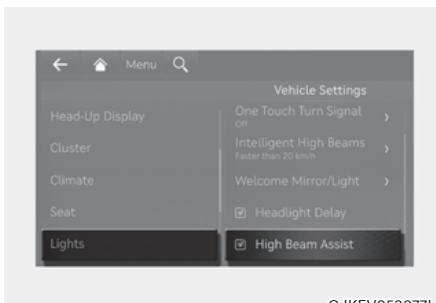 Menu
Vehicle Settings
Head-Up Display
Cluster
Climate
Seat
Lights
One Touch Turn Signal
Off
Intelligent High Beams
Faster than 20 km/h
Welcome Mirror/Light
Headlight Delay
High Beam Assist